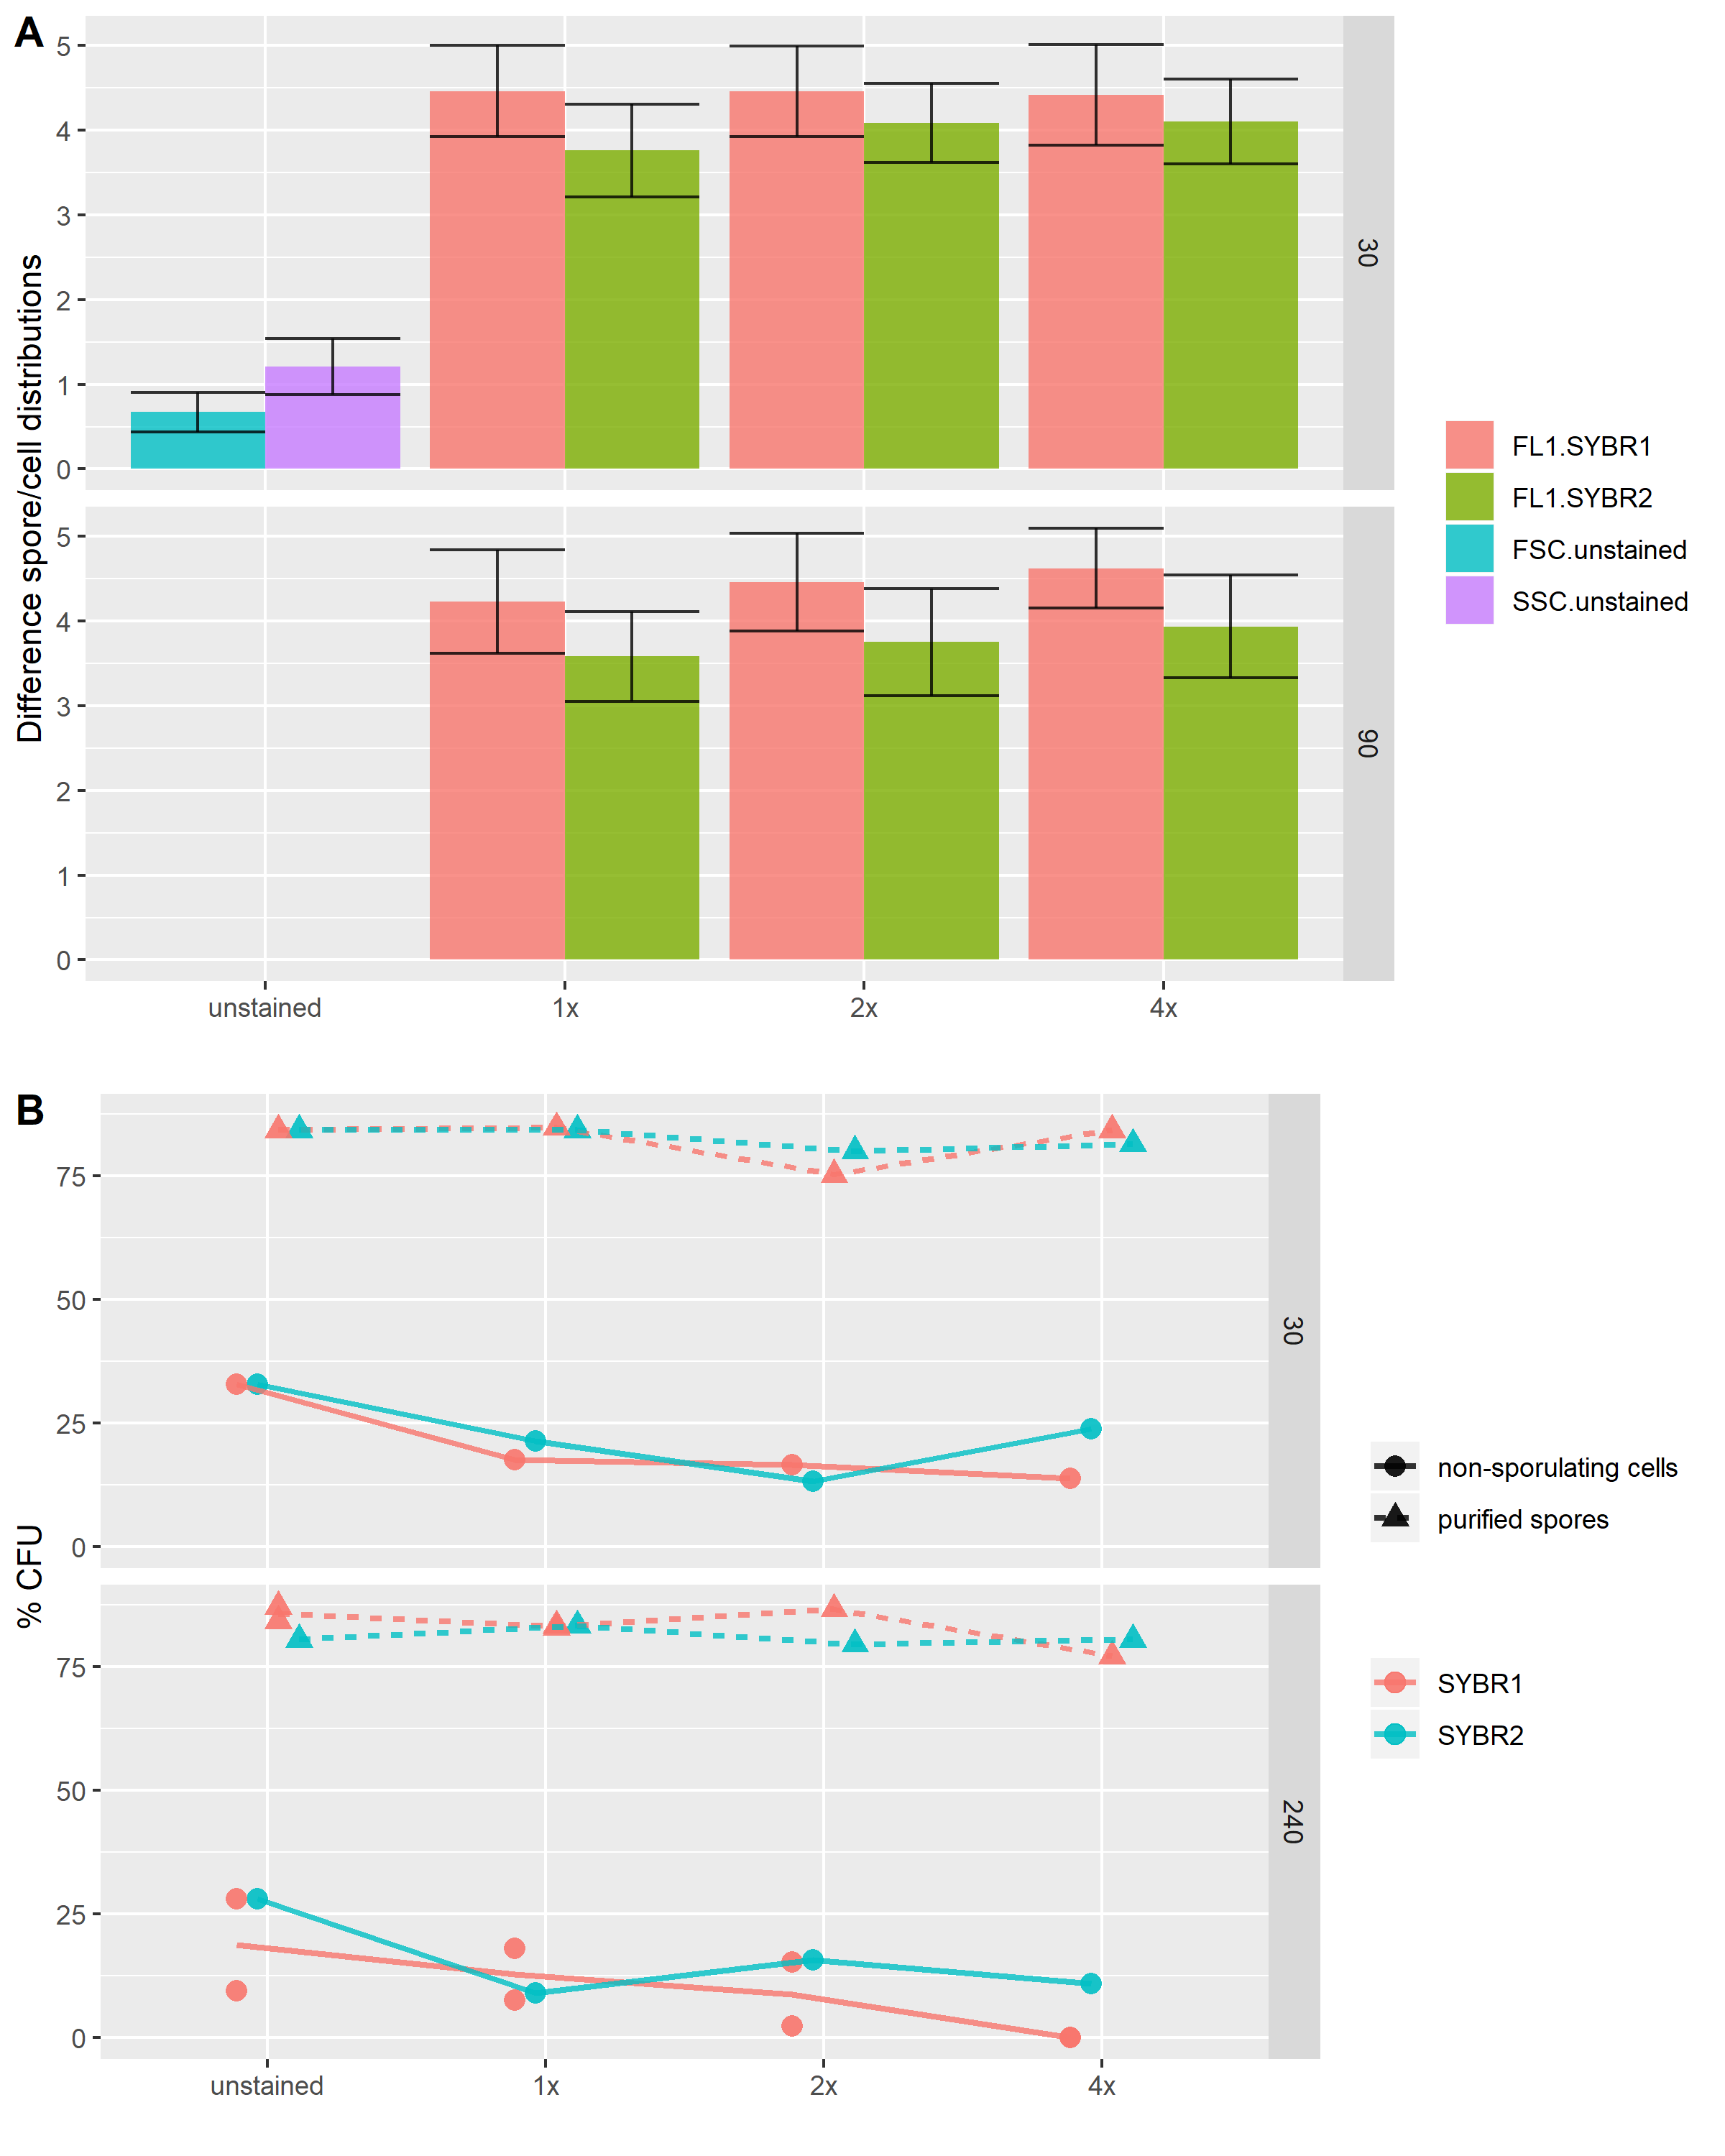 A
Difference spore/cell distributions
5
4
3
2
1
0
30
5
4
3
2
1
0
90
unstained 1x 2x 4x
FL1.SYBR1
FL1.SYBR2
FSC.unstained
SSC.unstained
B
% CFU
75
50
25
0
30
75
50
25
0
240
unstained 1x 2x 4x
non-sporulating cells
purified spores
SYBR1
SYBR2